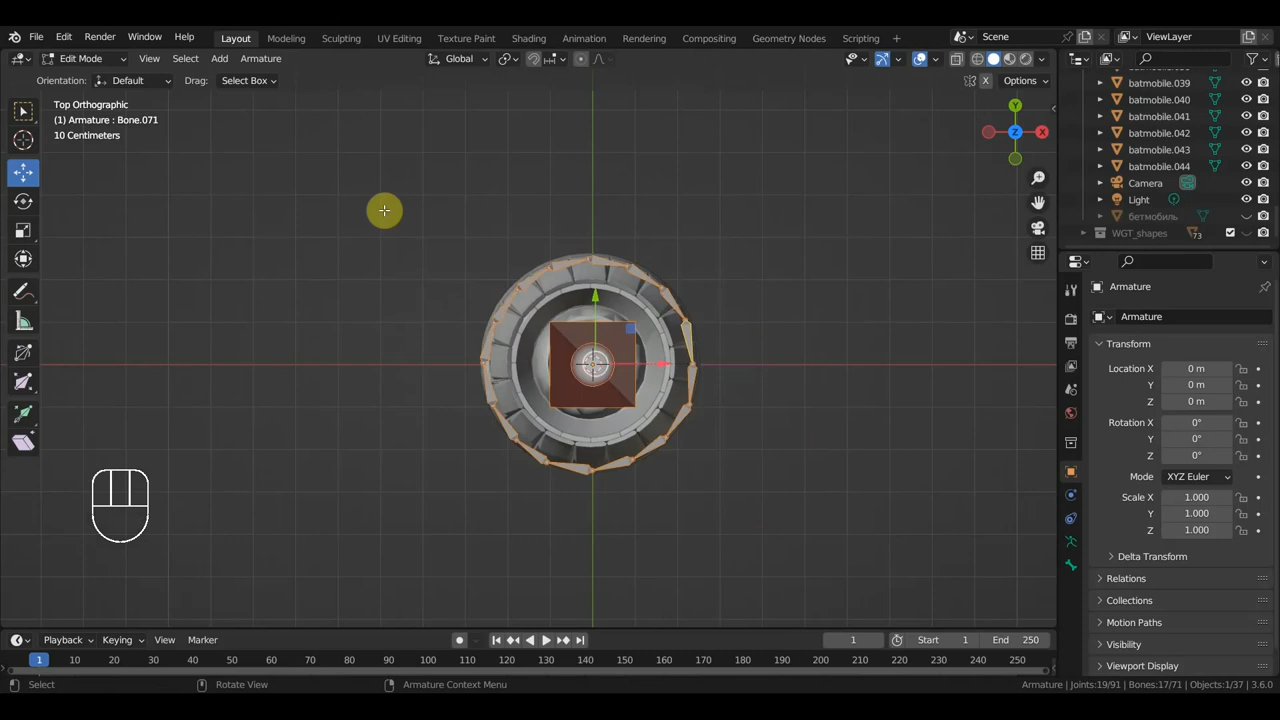 File Edit Render Window Help Layout Modeling Sculpting UV Editing Texture Paint Shading Animation Rendering Compositing Geometry Nodes Scripting Scene ViewLayer
Edit Mode View Select Add Armature Global
Orientation: Default Drag: Select Box X Options
Top Orthographic
(1) Armature : Bone.071
10 Centimeters
Y
Z
X
batmobile.039
batmobile.040
batmobile.041
batmobile.042
batmobile.043
batmobile.044
Camera
Light
бетмобиль
WGT_shapes 73
Armature
Armature
Transform
Location X 0 m
Y 0 m
Z 0 m
Rotation X 0°
Y 0°
Z 0°
Mode XYZ Euler
Scale X 1.000
Y 1.000
Z 1.000
Delta Transform
Relations
Collections
Motion Paths
Visibility
Viewport Display
Playback Keying View Marker 1 Start 1 End 250
1 10 20 30 40 50 60 70 80 90 100 110 120 130 140 150 160 170 180 190 200 210 220 230 240 250
Select Rotate View Armature Context Menu Armature | Joints:19/91 | Bones:17/71 | Objects:1/37 | 3.6.0